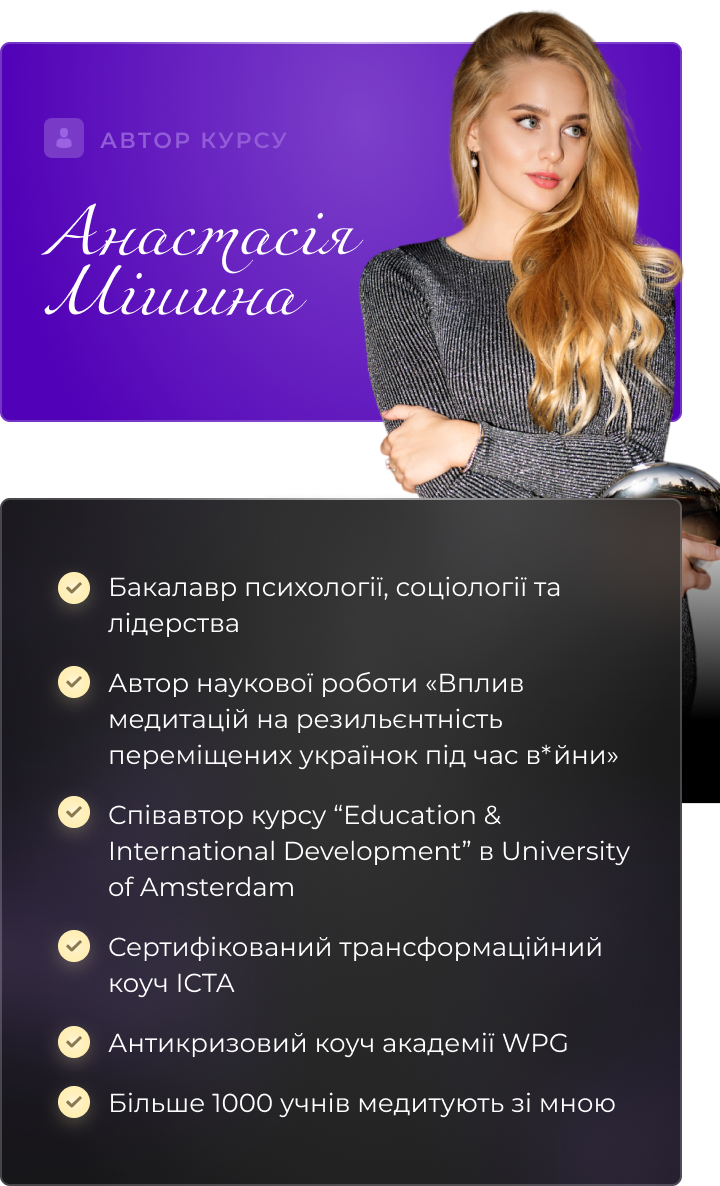 АВТОР КУРСУ
Анастасія
Мішина
Бакалавр психології, соціології та
лідерства
Автор наукової роботи «Вплив
медитацій на резильєнтність
переміщених українок під час в*йни»
Співавтор курсу “Education &
International Development” в University
of Amsterdam
Сертифікований трансформаційний
коуч ICTA
Антикризовий коуч академії WPG
Більше 1000 учнів медитують зі мною